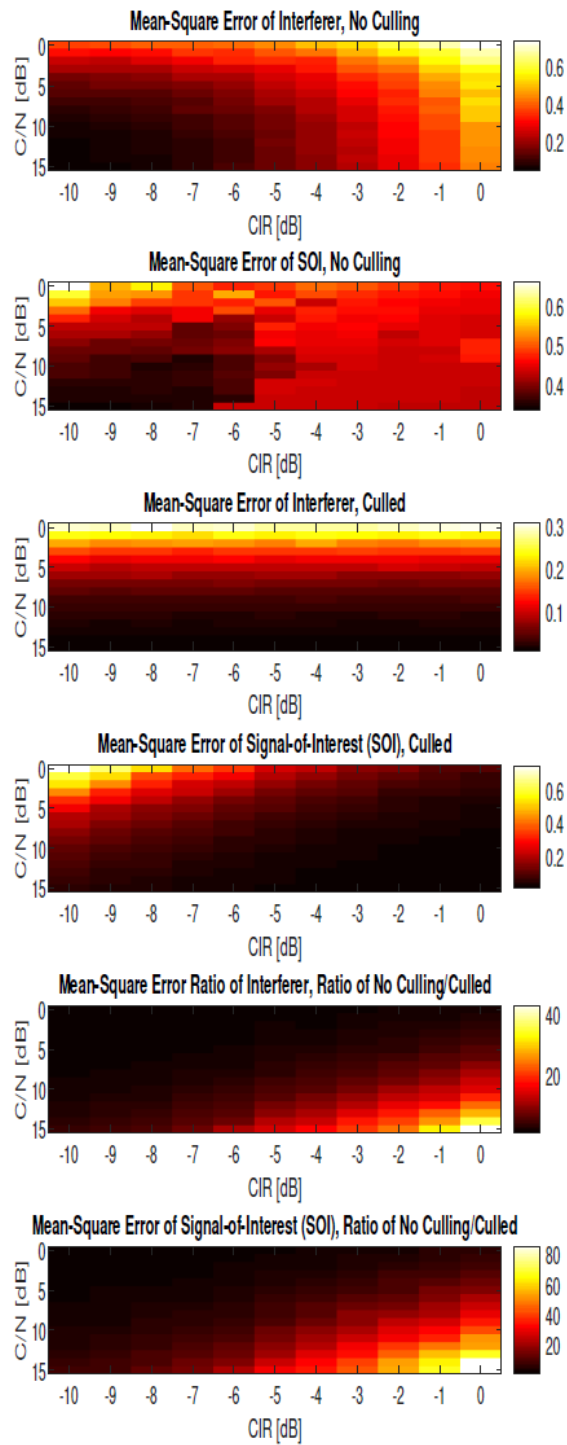 Mean-Square Error of Interferer, No Culling
C/N [dB]
0
5
10
15
-10 -9 -8 -7 -6 -5 -4 -3 -2 -1 0
CIR [dB]
0.6
0.4
0.2
Mean-Square Error of SOI, No Culling
C/N [dB]
0
5
10
15
-10 -9 -8 -7 -6 -5 -4 -3 -2 -1 0
CIR [dB]
0.6
0.5
0.4
Mean-Square Error of Interferer, Culled
C/N [dB]
0
5
10
15
-10 -9 -8 -7 -6 -5 -4 -3 -2 -1 0
CIR [dB]
0.3
0.2
0.1
Mean-Square Error of Signal-of-Interest (SOI), Culled
C/N [dB]
0
5
10
15
-10 -9 -8 -7 -6 -5 -4 -3 -2 -1 0
CIR [dB]
0.6
0.4
0.2
Mean-Square Error Ratio of Interferer, Ratio of No Culling/Culled
C/N [dB]
0
5
10
15
-10 -9 -8 -7 -6 -5 -4 -3 -2 -1 0
CIR [dB]
40
20
Mean-Square Error of Signal-of-Interest (SOI), Ratio of No Culling/Culled
C/N [dB]
0
5
10
15
-10 -9 -8 -7 -6 -5 -4 -3 -2 -1 0
CIR [dB]
80
60
40
20